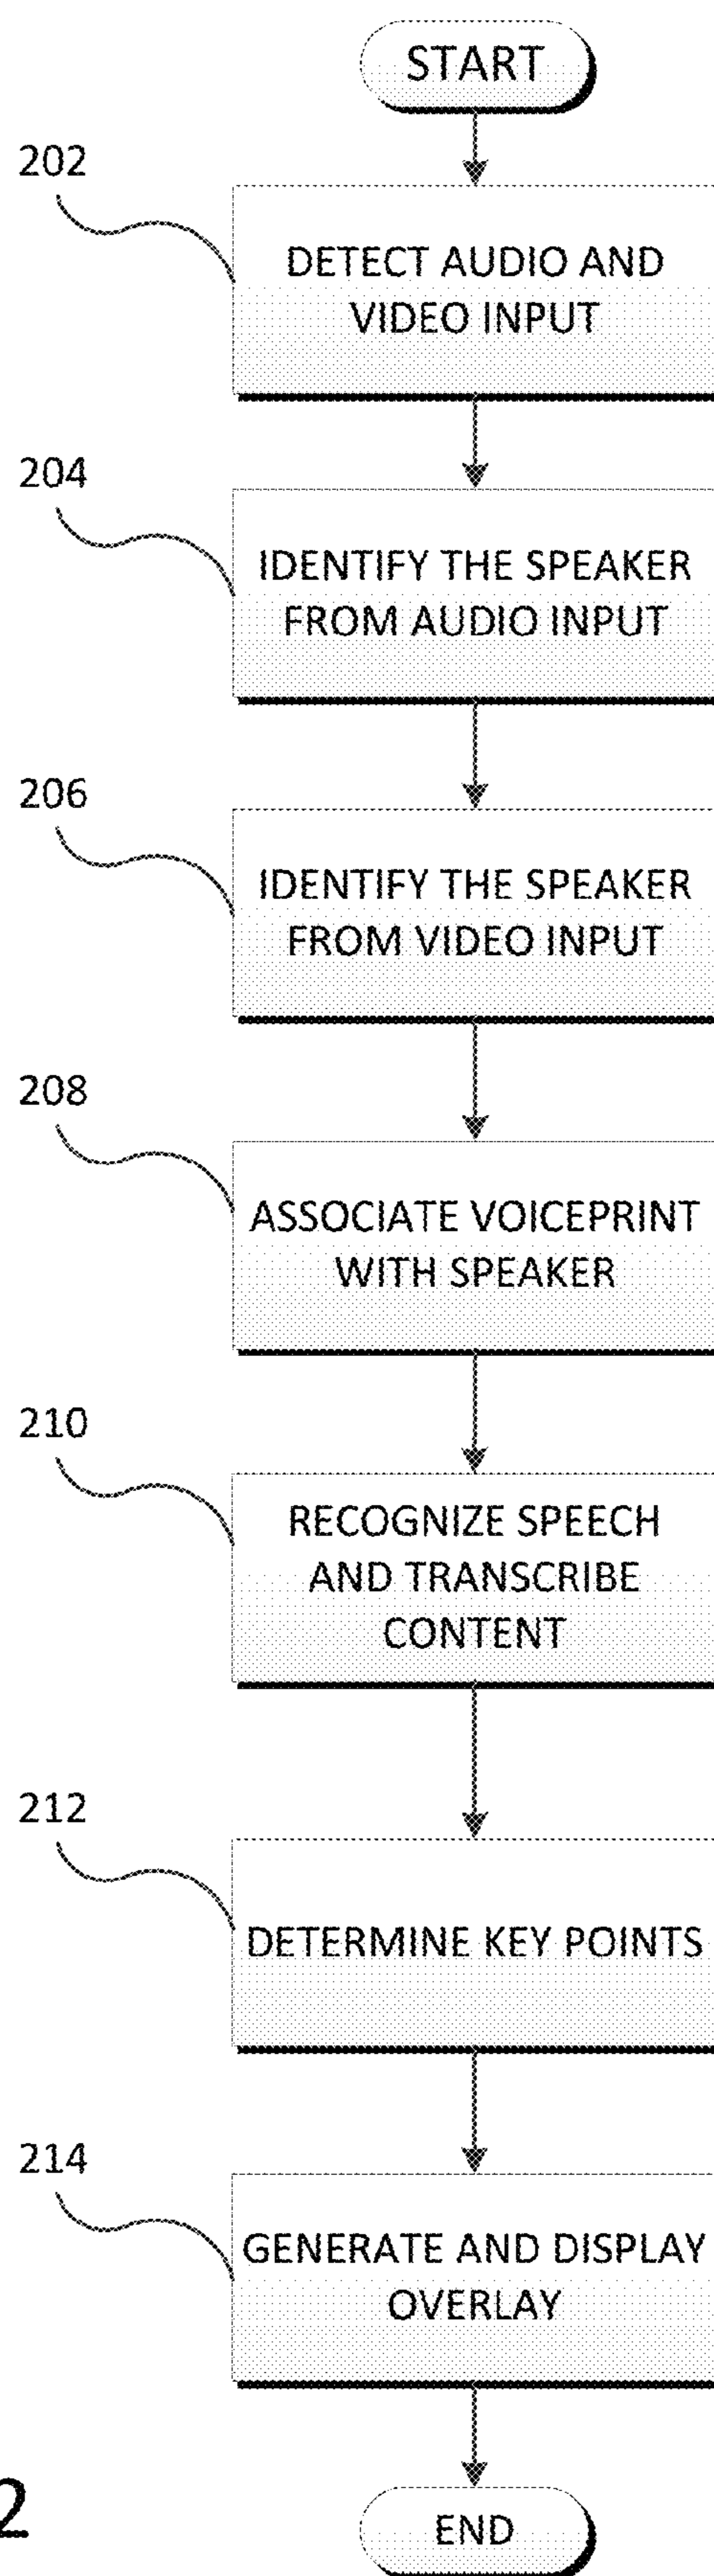 START
202
DETECT AUDIO AND
VIDEO INPUT
204
IDENTIFY THE SPEAKER
FROM AUDIO INPUT
206
IDENTIFY THE SPEAKER
FROM VIDEO INPUT
208
ASSOCIATE VOICEPRINT
WITH SPEAKER
210
RECOGNIZE SPEECH
AND TRANSCRIBE
CONTENT
212
DETERMINE KEY POINTS
214
GENERATE AND DISPLAY
OVERLAY
2
END